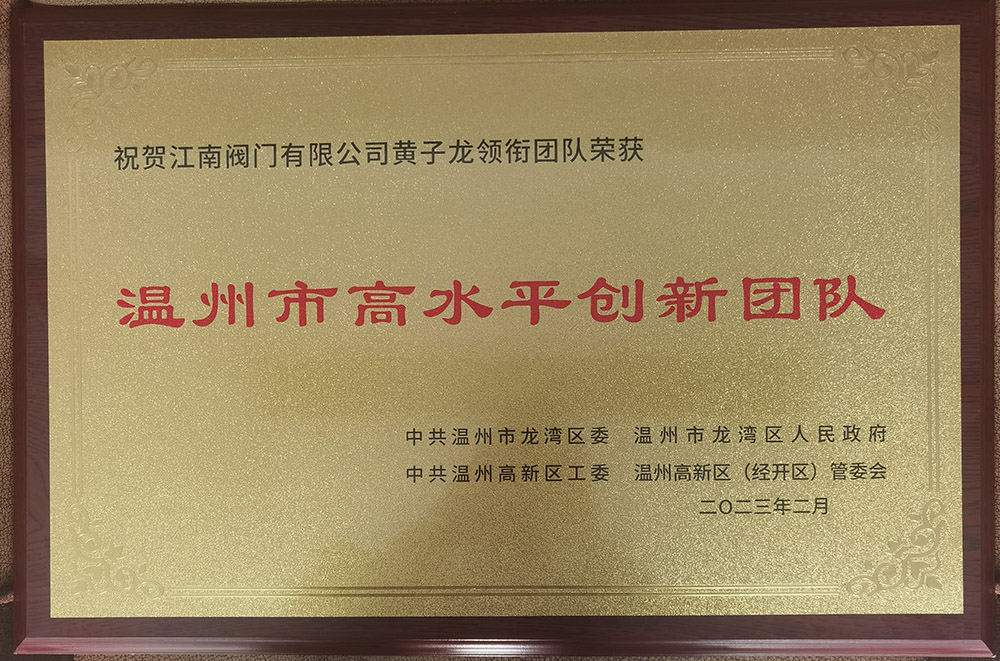 祝贺江南阀门有限公司黄子龙领衔团队荣获
温州市高水平创新团队
中共温州市龙湾区委 温州市龙湾区人民政府
中共温州高新区工委 温州高新区（经开区）管委会
二〇二三年二月